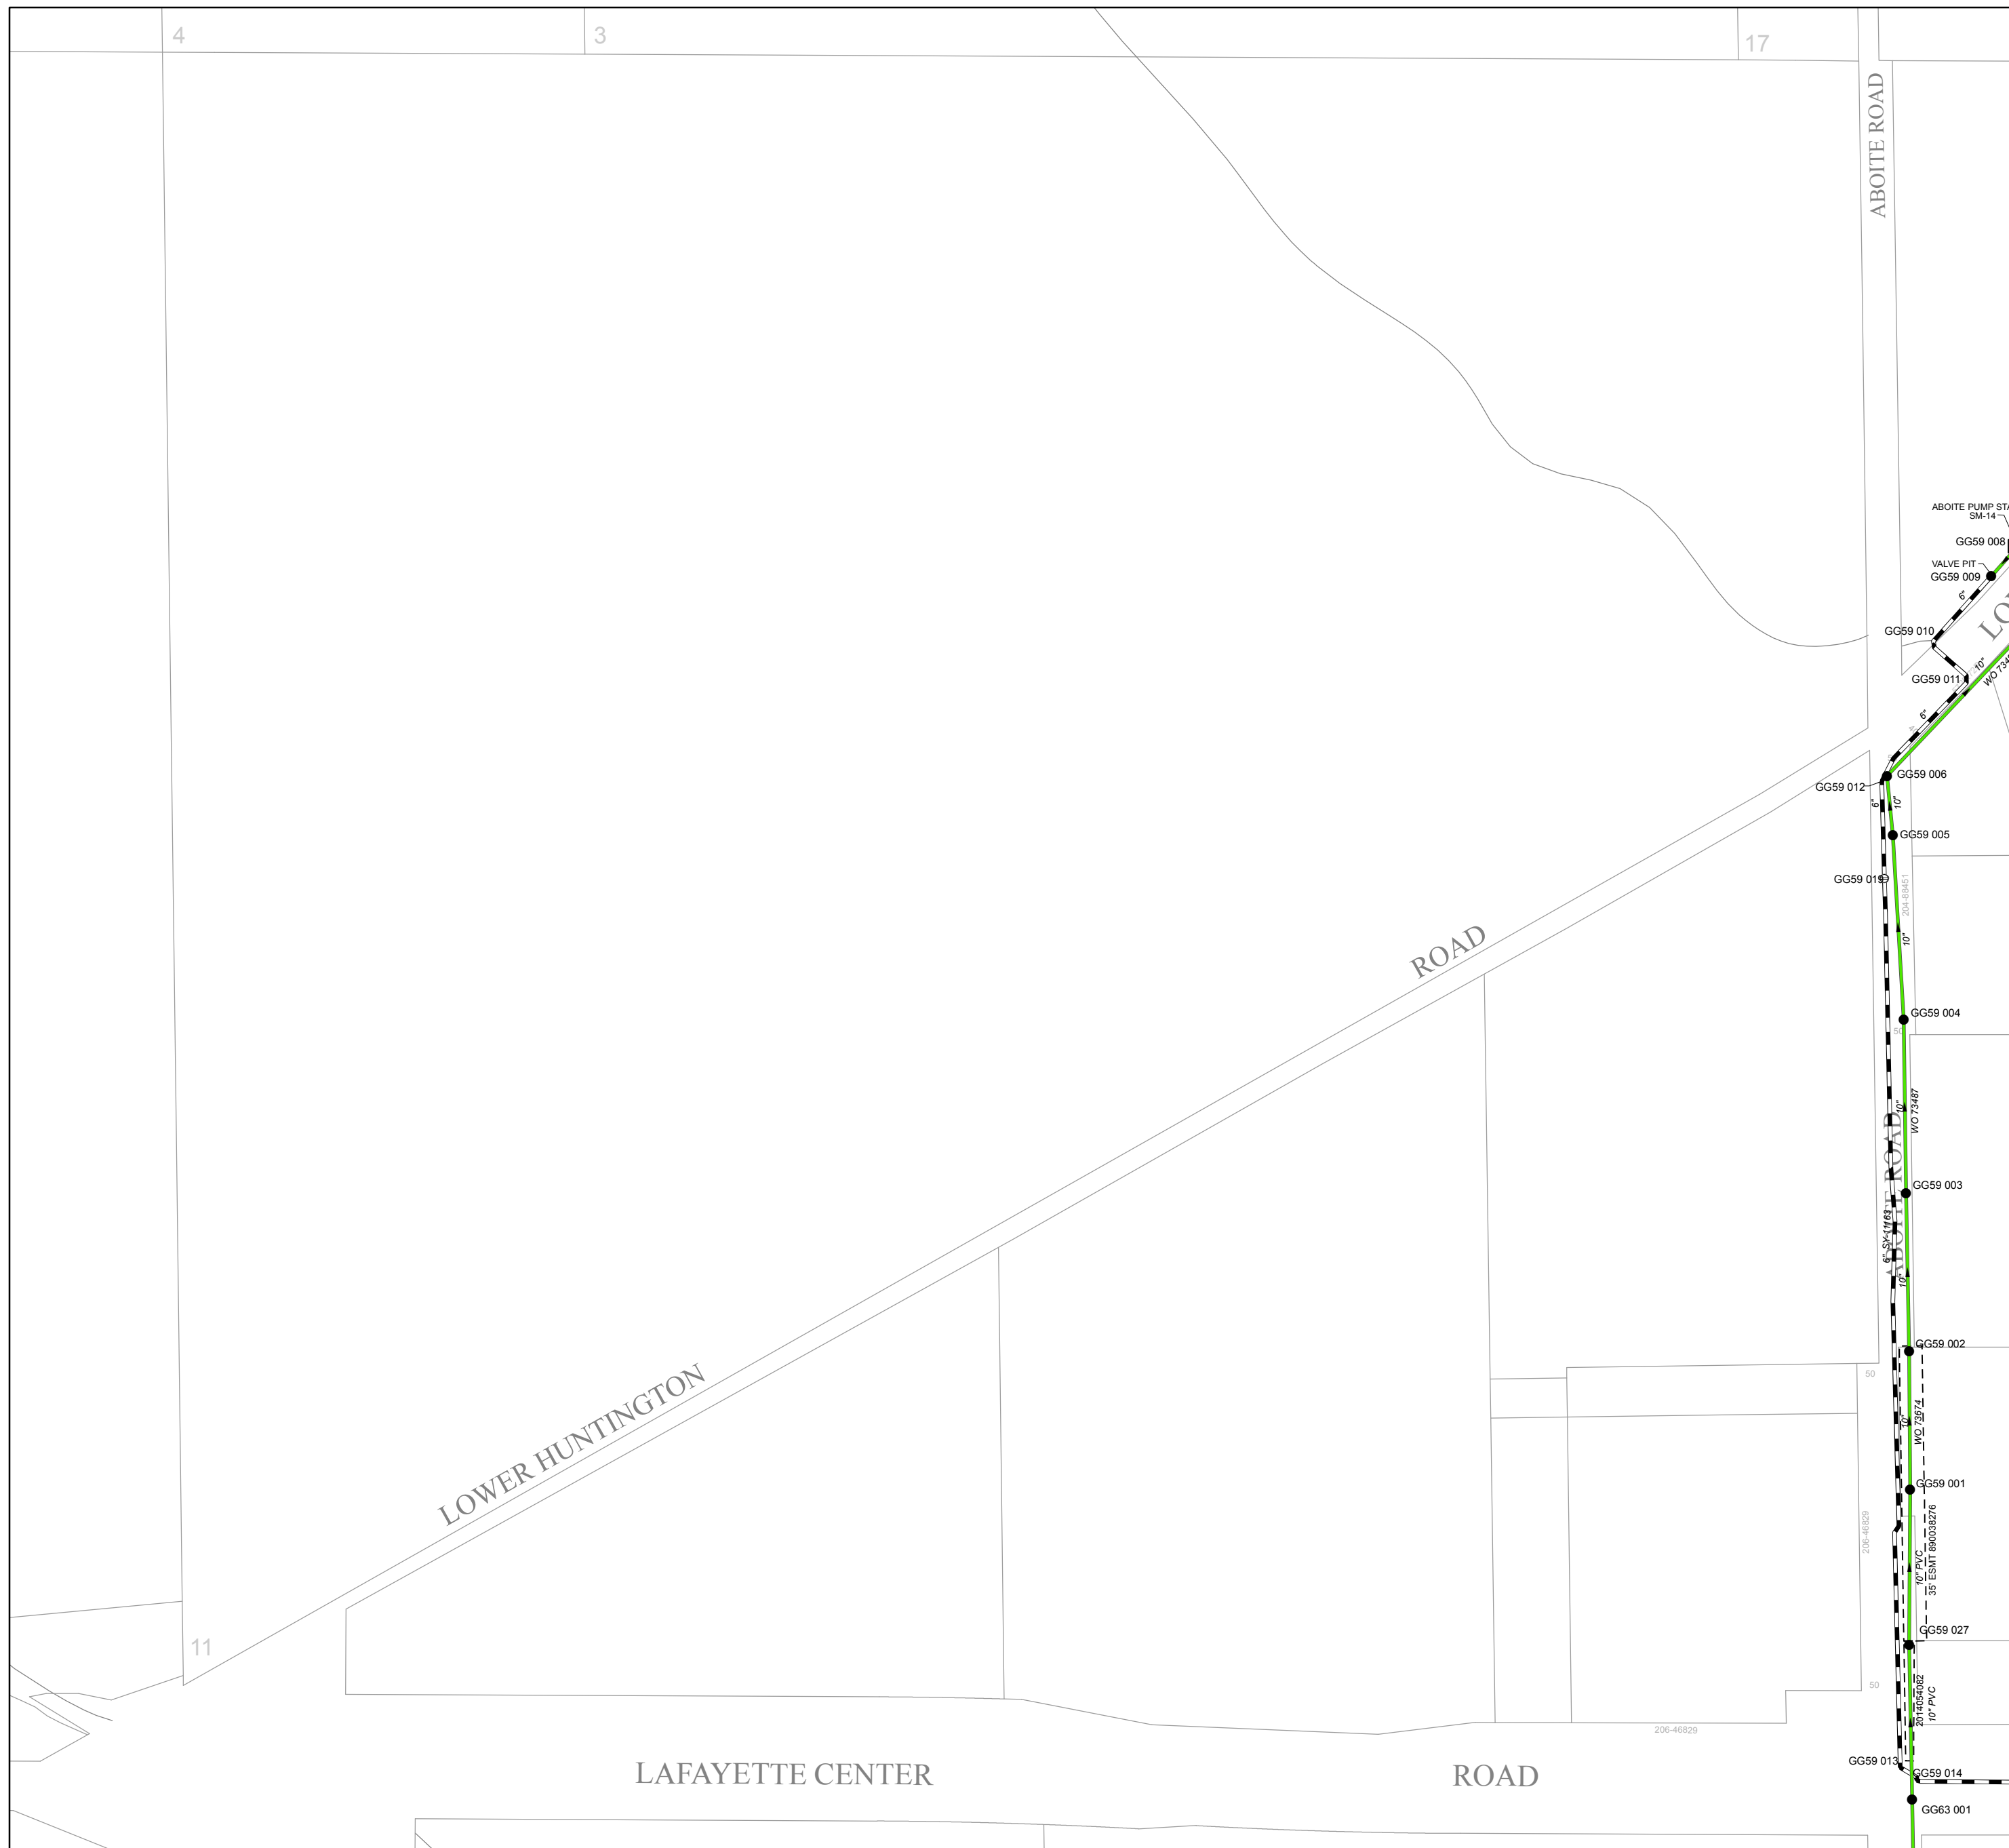 4
3
17
ABOITE ROAD
ABOITE PUMP STA
SM-14
GG59 008
VALVE PIT
GG59 009
6"
GG59 010
10"
GG59 011
6"
GG59 006
GG59 012
6"
10"
GG59 005
GG59 019
204-88451
10"
ROAD
GG59 004
50
10"
WO 73487
ABOITE ROAD
GG59 003
6" SY-11163
10"
GG59 002
50
LOWER HUNTINGTON
10"
WO 73674
GG59 001
206-46829
10" PVC
35' ESMT 890038276
11
GG59 027
50
2014054082
10" PVC
206-46829
GG59 013
LAFAYETTE CENTER
ROAD
GG59 014
GG63 001